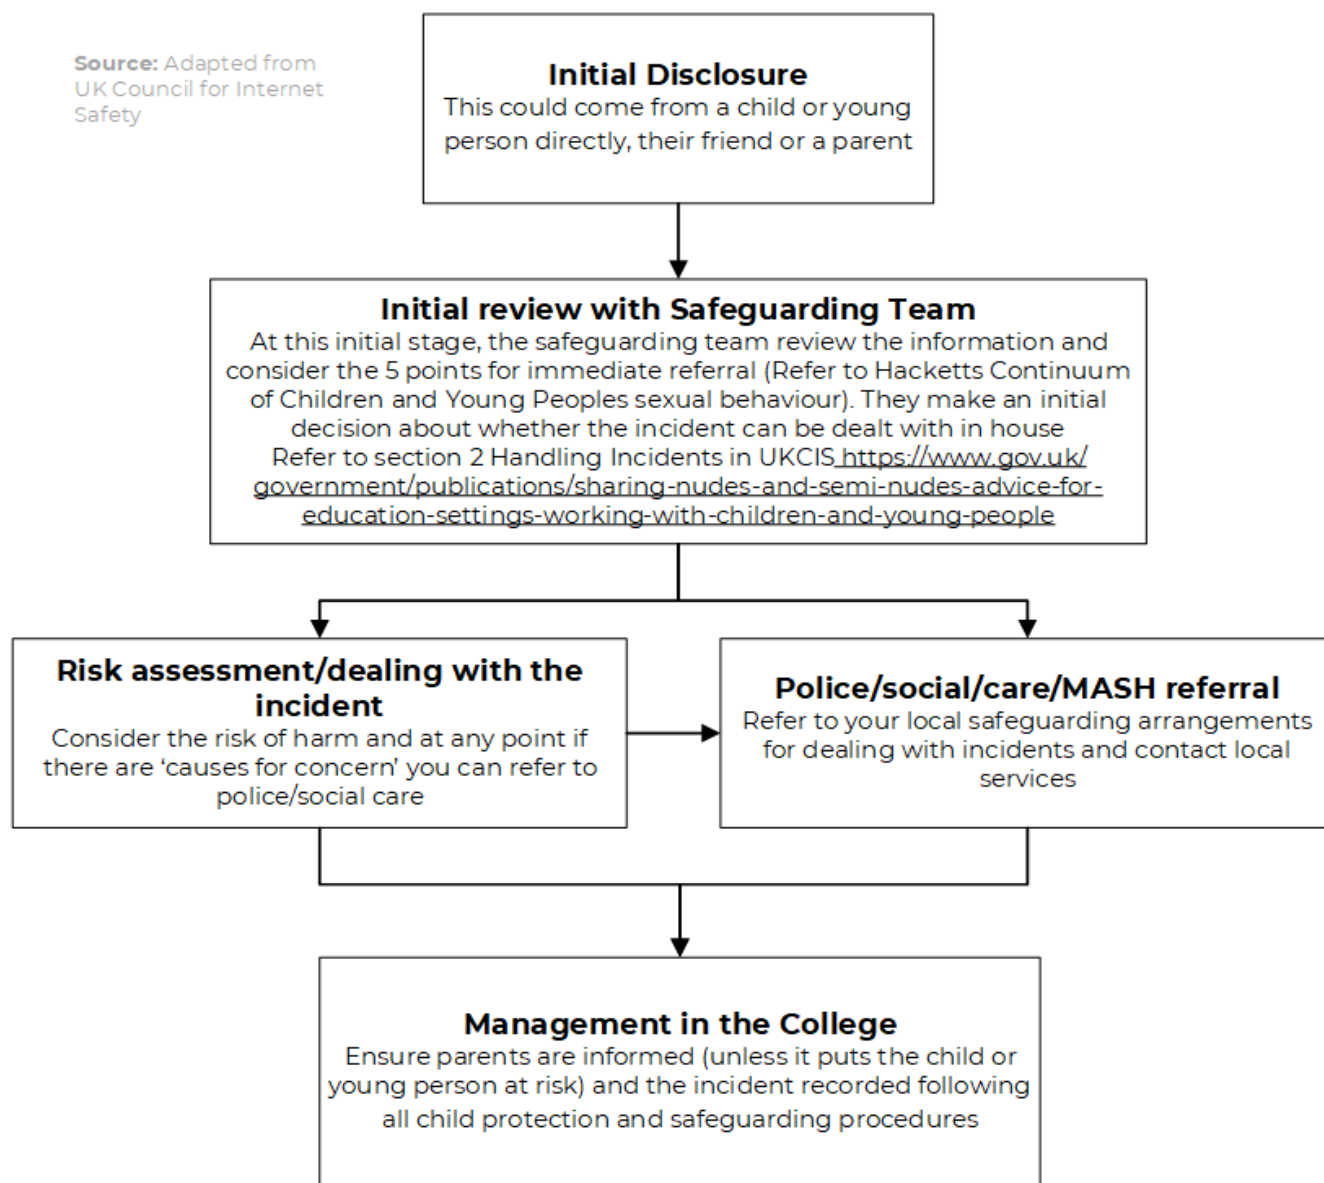 Source: Adapted from
UK Council for Internet
Safety
Initial Disclosure
This could come from a child or young
person directly, their friend or a parent
Initial review with Safeguarding Team
At this initial stage, the safeguarding team review the information and
consider the 5 points for immediate referral (Refer to Hacketts Continuum
of Children and Young Peoples sexual behaviour). They make an initial
decision about whether the incident can be dealt with in house
Refer to section 2 Handling Incidents in UKCIS https://www.gov.uk/
government/publications/sharing-nudes-and-semi-nudes-advice-for-
education-settings-working-with-children-and-young-people
Risk assessment/dealing with the
incident
Consider the risk of harm and at any point if
there are ‘causes for concern’ you can refer to
police/social care
Police/social/care/MASH referral
Refer to your local safeguarding arrangements
for dealing with incidents and contact local
services
Management in the College
Ensure parents are informed (unless it puts the child or
young person at risk) and the incident recorded following
all child protection and safeguarding procedures